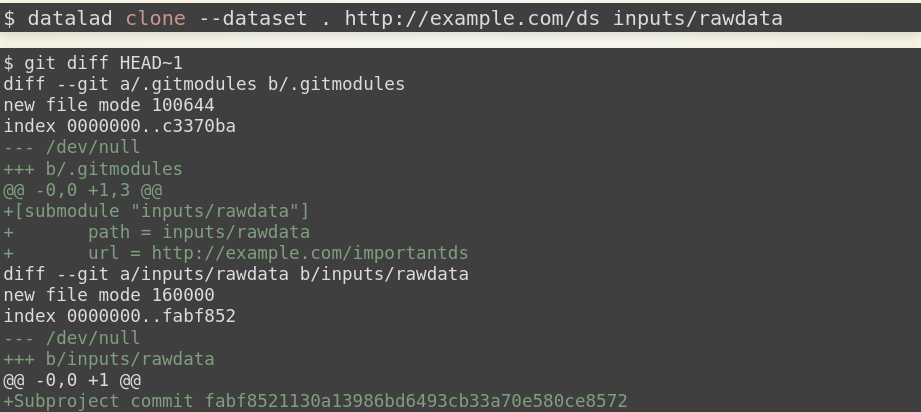 $ datalad clone --dataset . http://example.com/ds inputs/rawdata
$ git diff HEAD~1
diff --git a/.gitmodules b/.gitmodules
new file mode 100644
index 0000000..c3370ba
--- /dev/null
+++ b/.gitmodules
@@ -0,0 +1,3 @@
+[submodule "inputs/rawdata"]
+       path = inputs/rawdata
+       url = http://example.com/importantds
diff --git a/inputs/rawdata b/inputs/rawdata
new file mode 160000
index 0000000..fabf852
--- /dev/null
+++ b/inputs/rawdata
@@ -0,0 +1 @@
+Subproject commit fabf8521130a13986bd6493cb33a70e580ce8572